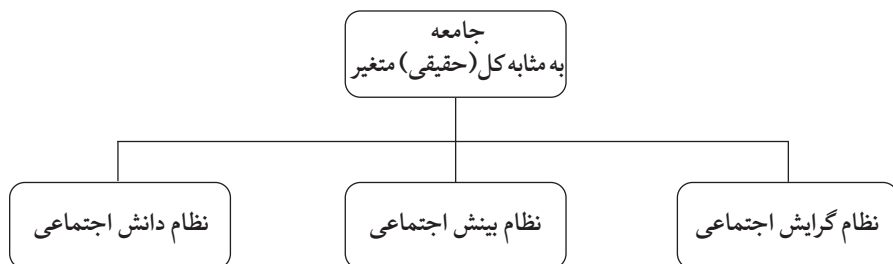 جامعه
به مثابه کل(حقیقی) متغیر
نظام گرایش اجتماعی
نظام بینش اجتماعی
نظام دانش اجتماعی